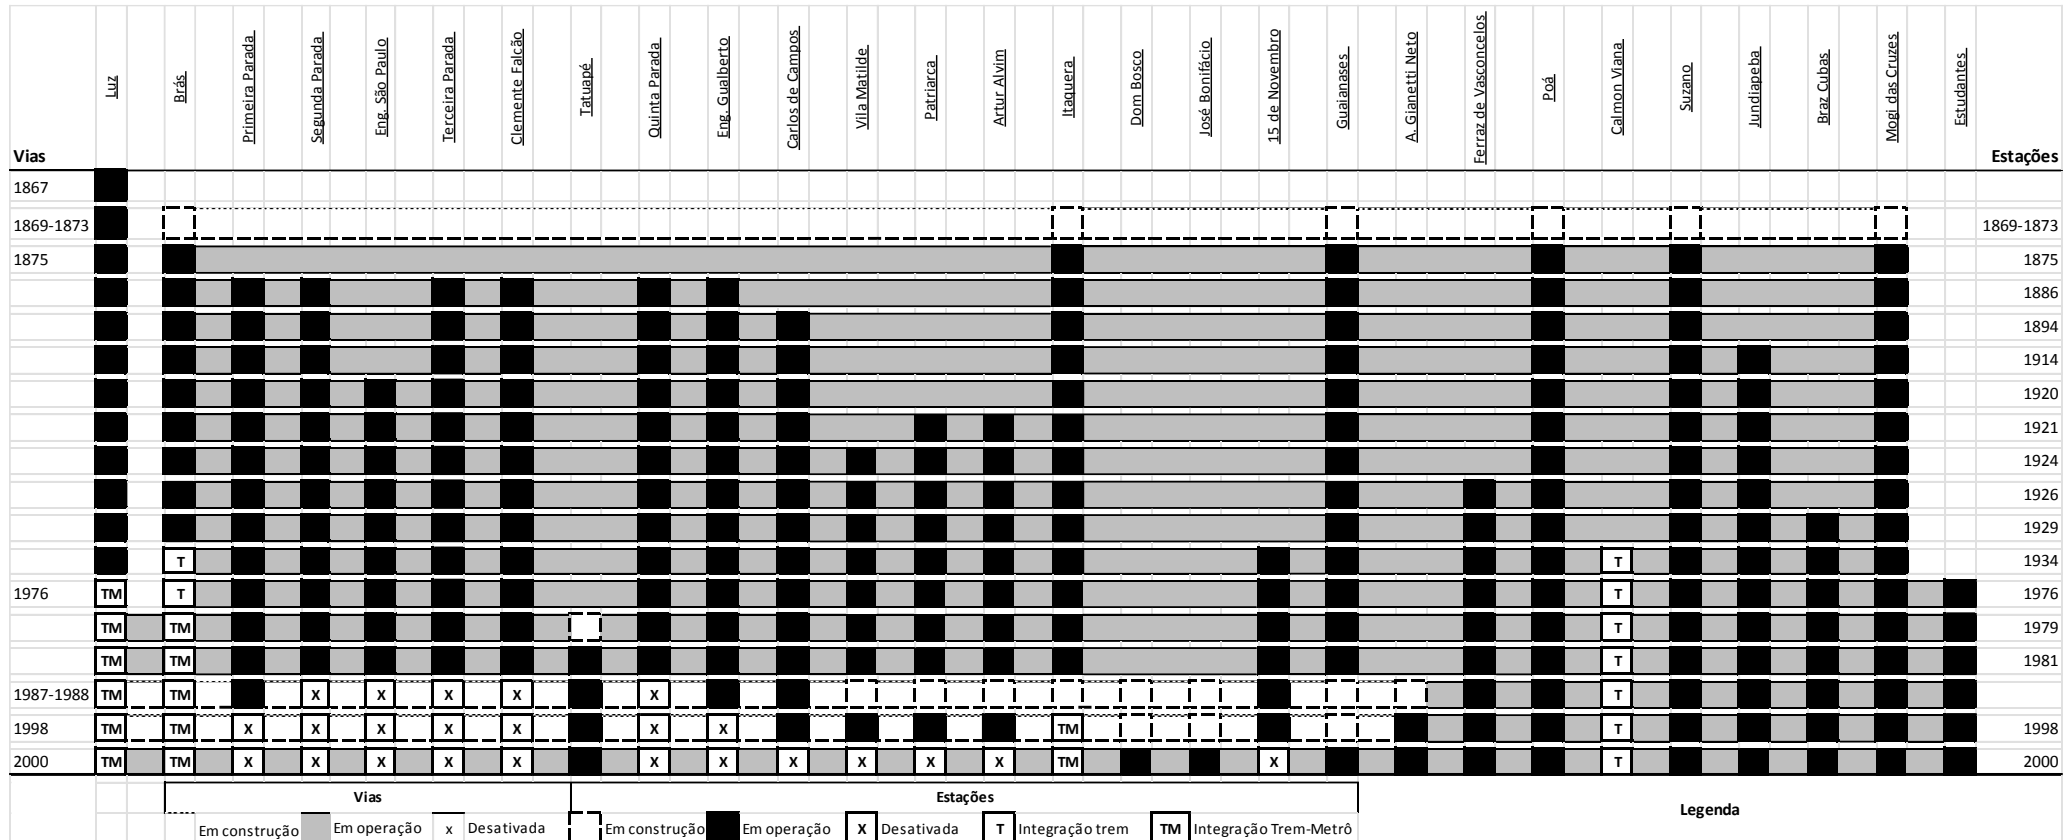 Luz
Brás
Primeira Parada
Segunda Parada
Eng. São Paulo
Terceira Parada
Clemente Falcão
Tatuapé
Quinta Parada
Eng. Gualberto
Carlos de Campos
Vila Matilde
Patriarca
Artur Alvim
Itaquera
Dom Bosco
José Bonifácio
15 de Novembro
Guaianases
A. Gianetti Neto
Ferraz de Vasconcelos
Poá
Calmon Viana
Suzano
Jundiapeba
Braz Cubas
Mogi das Cruzes
Estudantes
Vias Estações
1867
1869-1873 1869-1873
1875 1875
1886
1894
1914
1920
1921
1924
1926
1929
T T 1934
1976 TM T T 1976
TM TM T 1979
TM TM T 1981
1987-1988 TM TM X X X X X T
1998 TM TM X X X X X X X TM T 1998
2000 TM TM X X X X X X X X X X X TM X T 2000
Vias Estações Legenda
Em construção Em operação x Desativada Em construção Em operação X Desativada T Integração trem TM Integração Trem-Metrô